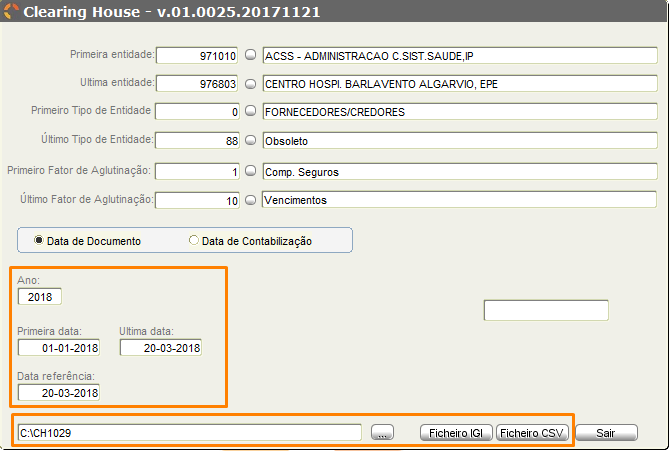 Clearing House - v.01.0025.20171121
Primeira entidade: 971010 ACSS - ADMINISTRACAO C.SIST.SAUDE,IP
Ultima entidade: 976803 CENTRO HOSPI. BARLAVENTO ALGARVIO, EPE
Primeiro Tipo de Entidade 0 FORNECEDORES/CREDORES
Último Tipo de Entidade: 88 Obsoleto
Primeiro Fator de Aglutinação: 1 Comp. Seguros
Último Fator de Aglutinação: 10 Vencimentos
Data de Documento Data de Contabilização
Ano:
2018
Primeira data: Ultima data:
01-01-2018 20-03-2018
Data referência:
20-03-2018
C:\CH1029 ... Ficheiro IGI Ficheiro CSV Sair